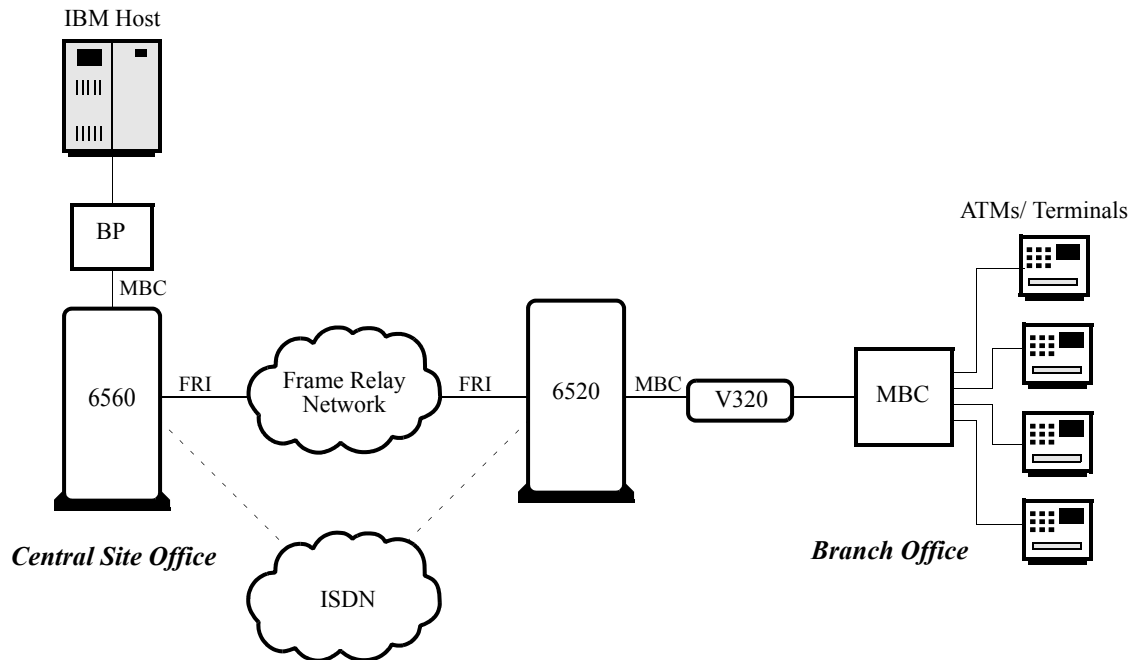 IBM Host
BP
MBC
ATMs/ Terminals
6560
FRI
Frame Relay
Network
FRI
6520
MBC
V320
MBC
Central Site Office
Branch Office
ISDN